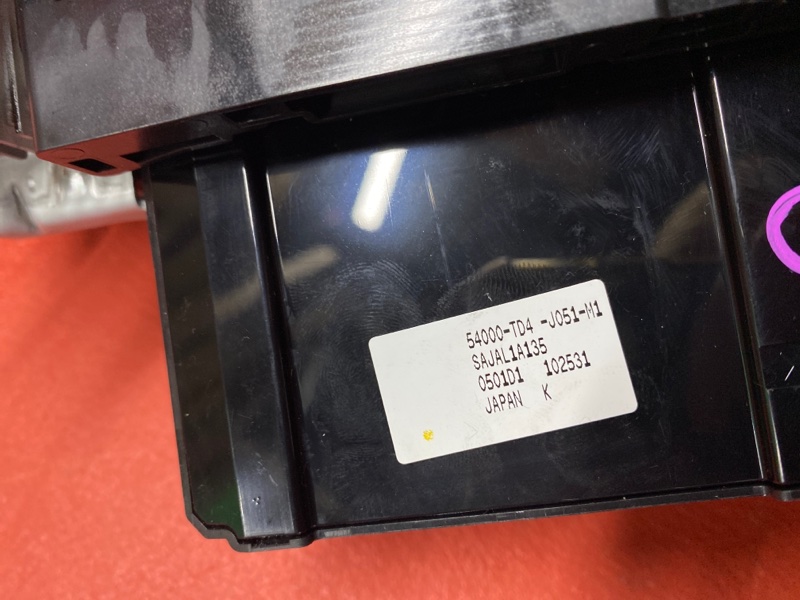 54000-TD4 -J051-M1
SAJAL1A135
0501D1 102531
JAPAN K